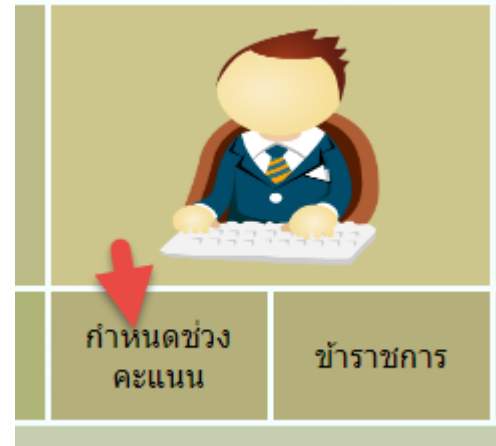 กำหนดช่วง
คะแนน
ข้าราชการ